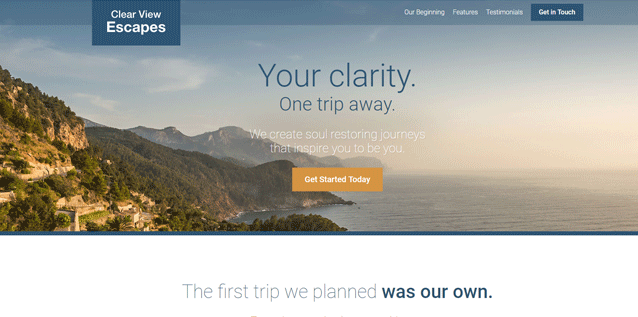 Clear View
Escapes
Our Beginning
Features
Testimonials
Get in Touch
Your clarity.
One trip away.
We create soul restoring journeys
that inspire you to be you.
Get Started Today
The first trip we planned was our own.